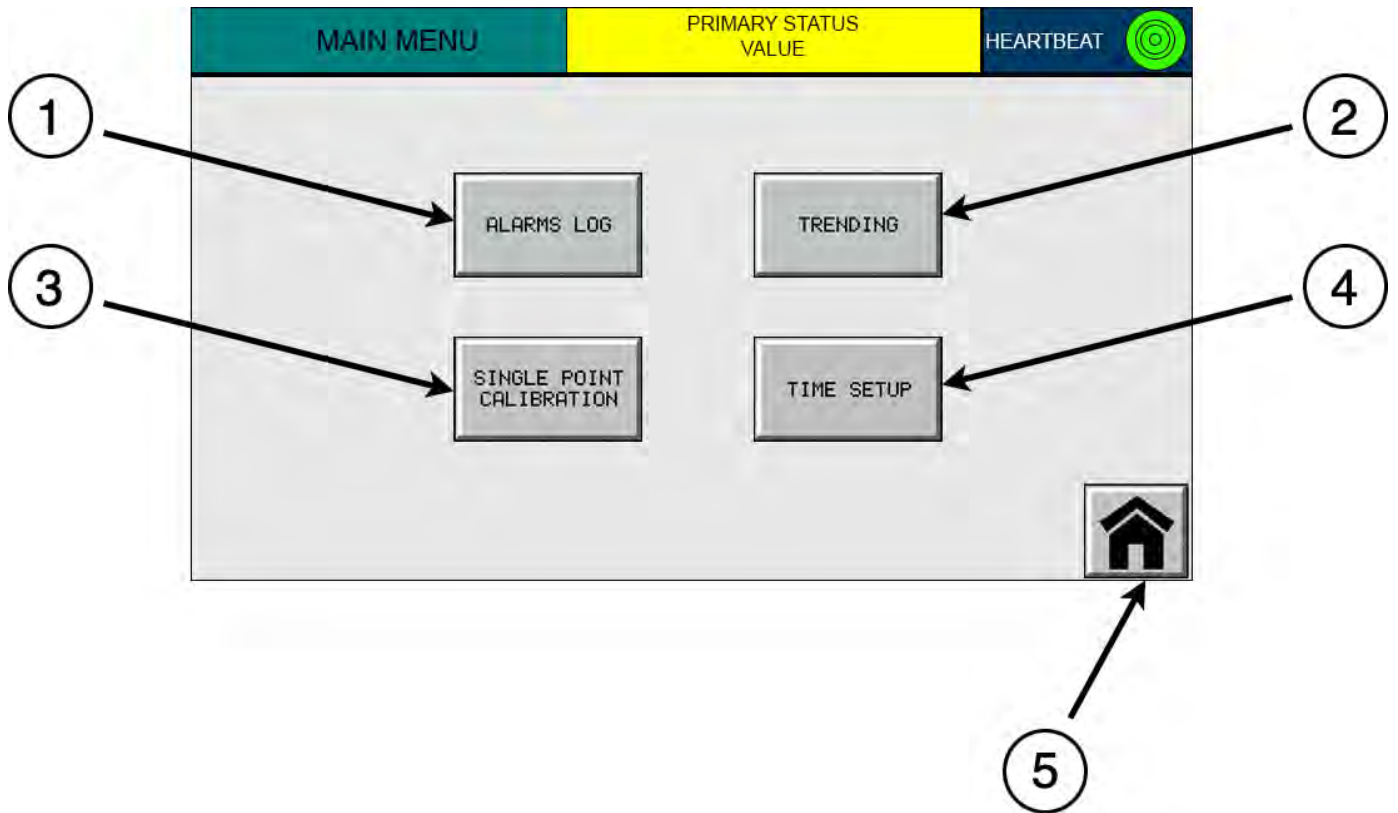 MAIN MENU
PRIMARY STATUS
VALUE
HEARTBEAT
1
2
ALARMS LOG
TRENDING
3
4
SINGLE POINT
CALIBRATION
TIME SETUP
5